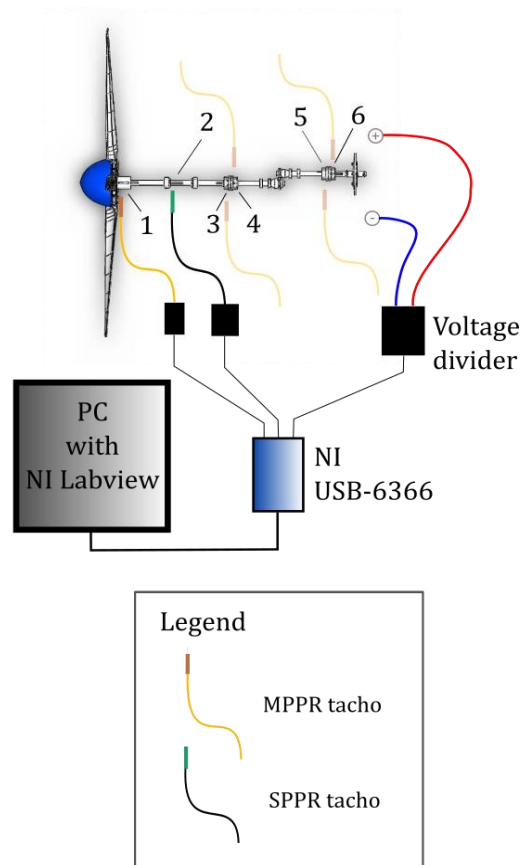 5
6
2
+
1
3
4
-
Voltage
divider
PC
with
NI Labview
NI
USB-6366
Legend
MPPR tacho
SPPR tacho